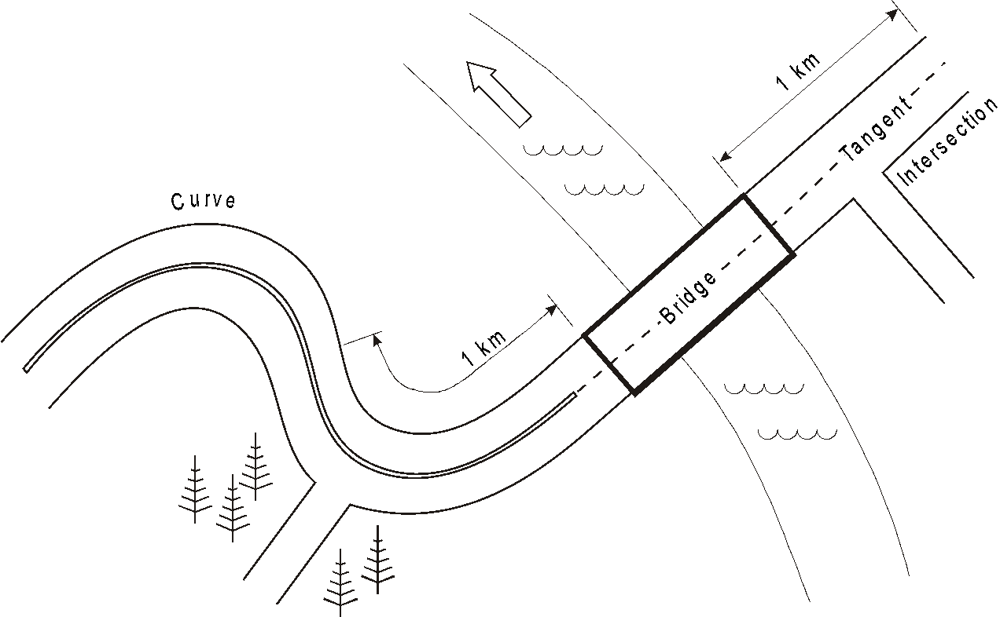 1 km
Tangent
Intersection
Curve
Bridge
1 km